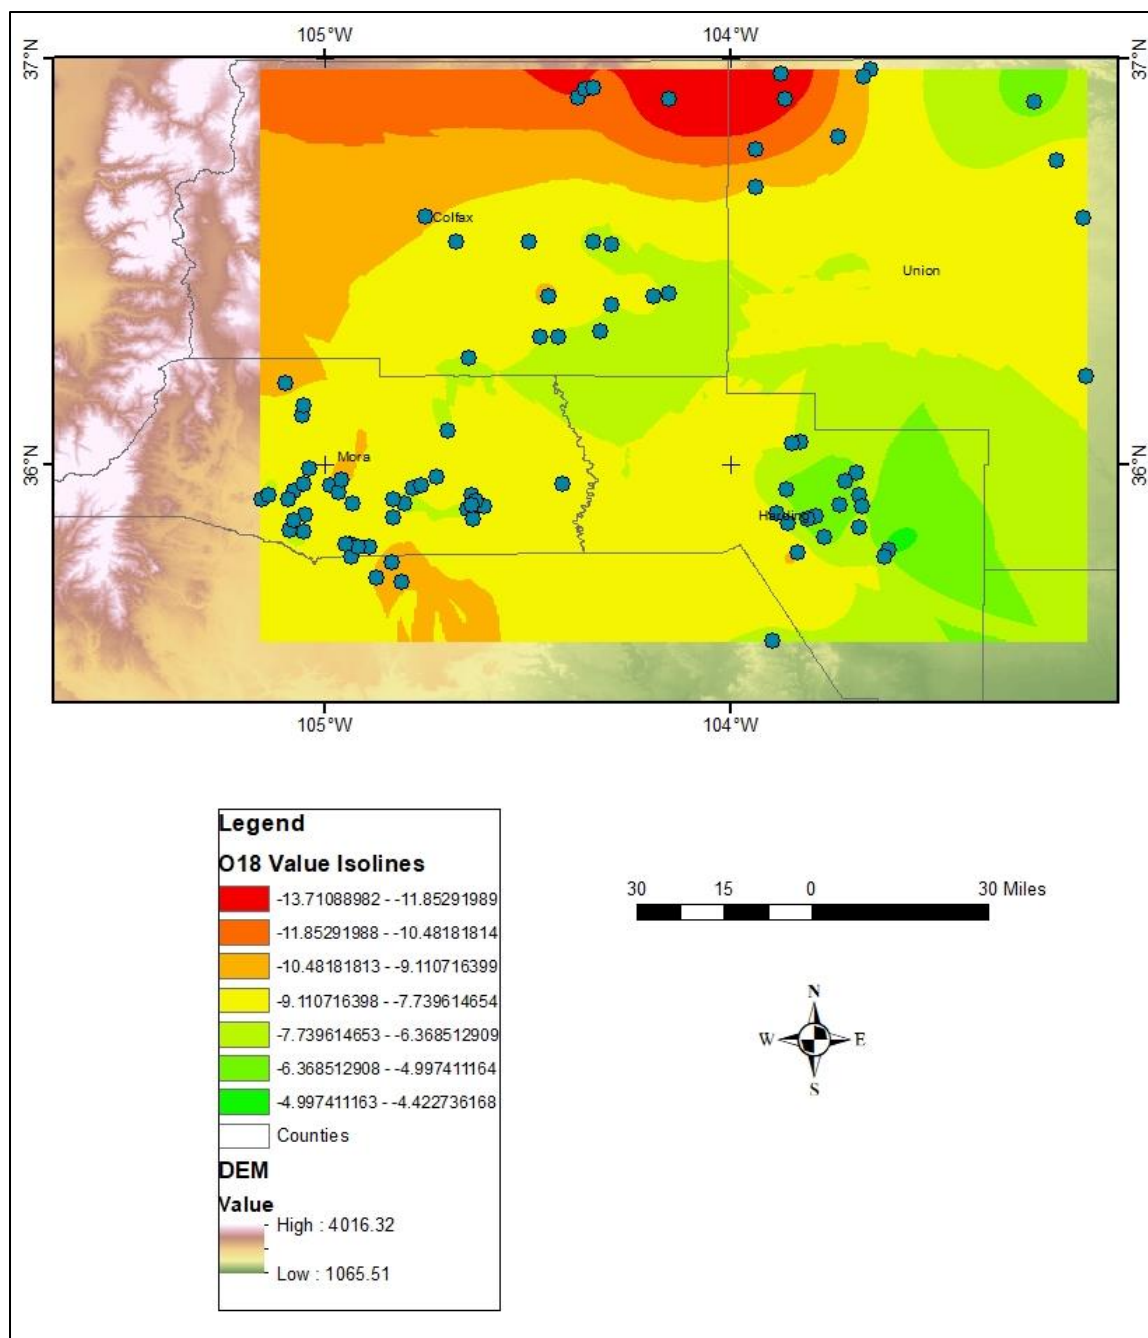 105°W 104°W
37°N 37°N
Colfax
Union
36°N 36°N
Mora
Harding
105°W 104°W
Legend
O18 Value Isolines
-13.71088982 - -11.85291989
-11.85291988 - -10.48181814
-10.48181813 - -9.110716399
-9.110716398 - -7.739614654
-7.739614653 - -6.368512909
-6.368512908 - -4.997411164
-4.997411163 - -4.422736168
Counties
DEM
Value
High : 4016.32
Low : 1065.51
30 15 0 30 Miles
N
W E
S